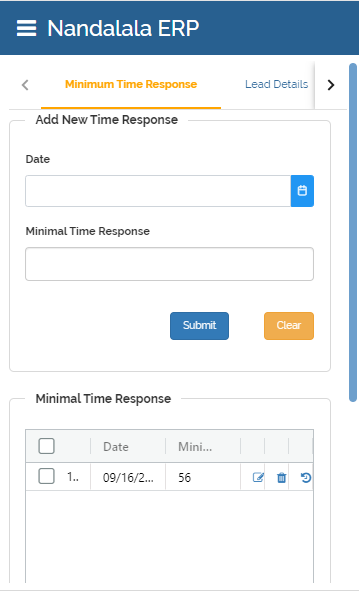 Nandalala ERP
Minimum Time Response
Lead Details
Add New Time Response
Date
Minimal Time Response
Submit
Clear
Minimal Time Response
Date Mini...
1.. 09/16/2... 56